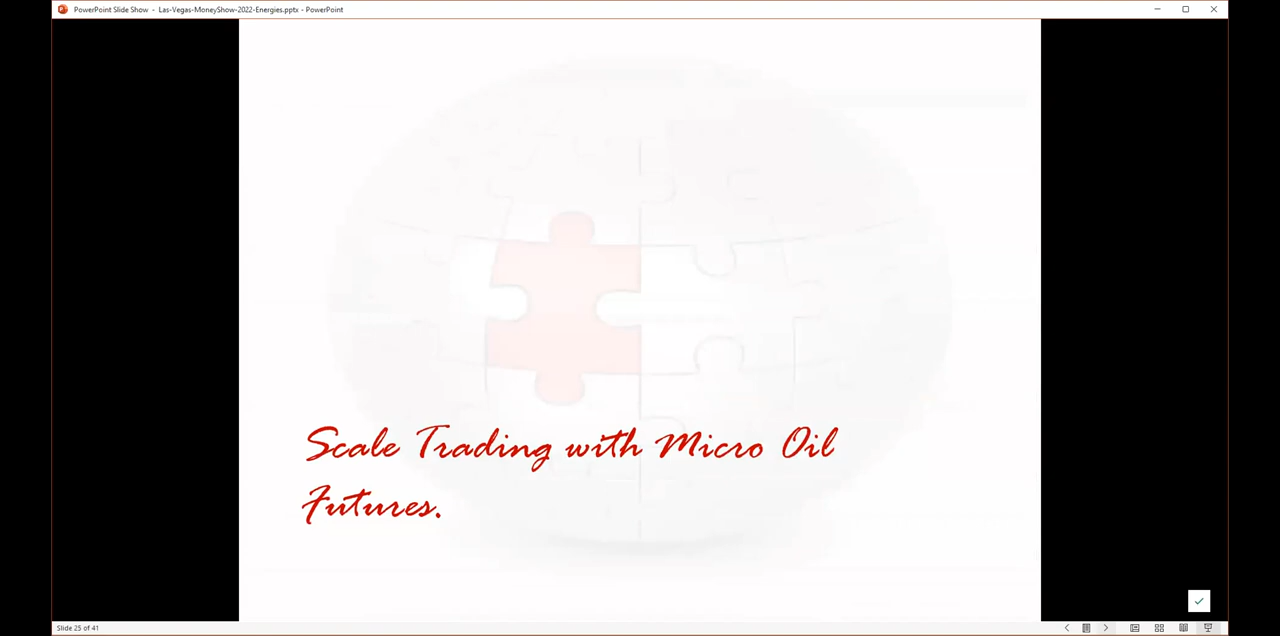 PowerPoint Slide Show - Las-Vegas-MoneyShow-2022-Energies.pptx - PowerPoint
Scale Trading with Micro Oil
Futures.
Slide 25 of 41